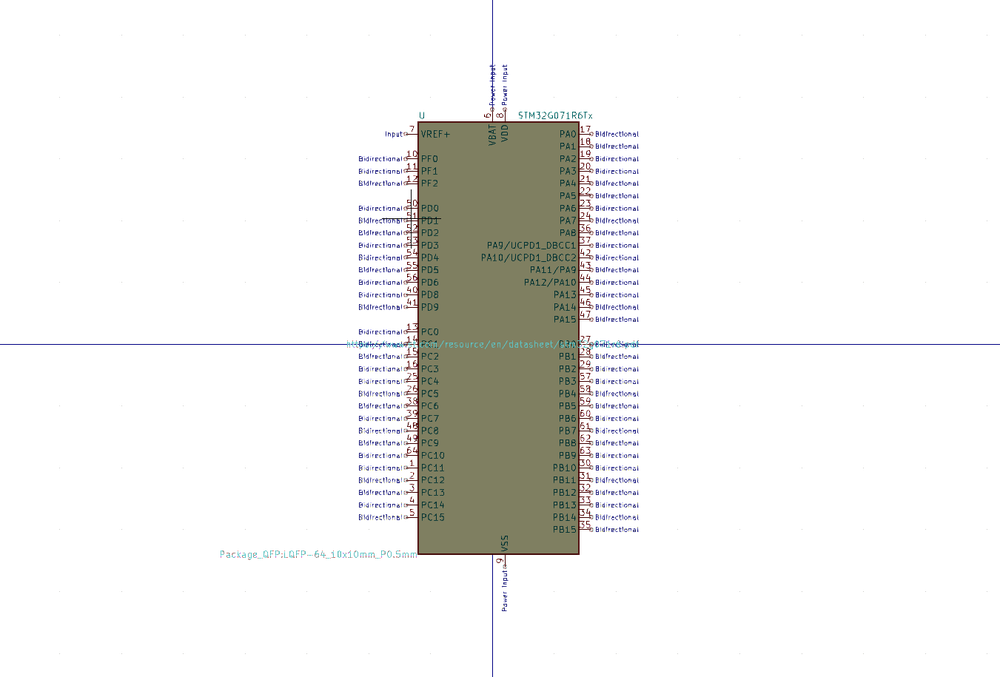 Power Input Power Input
U STM32G071R6Tx
6 8
VBAT VDD
Input 7 VREF+ PA0 17 Bidirectional
PA1 18 Bidirectional
Bidirectional 10 PF0 PA2 19 Bidirectional
Bidirectional 11 PF1 PA3 20 Bidirectional
Bidirectional 12 PF2 PA4 21 Bidirectional
PA5 22 Bidirectional
Bidirectional 50 PD0 PA6 23 Bidirectional
Bidirectional 51 PD1 PA7 24 Bidirectional
Bidirectional 52 PD2 PA8 36 Bidirectional
Bidirectional 53 PD3 PA9/UCPD1_DBCC1 37 Bidirectional
Bidirectional 54 PD4 PA10/UCPD1_DBCC2 42 Bidirectional
Bidirectional 55 PD5 PA11/PA9 43 Bidirectional
Bidirectional 56 PD6 PA12/PA10 44 Bidirectional
Bidirectional 40 PD8 PA13 45 Bidirectional
Bidirectional 41 PD9 PA14 46 Bidirectional
PA15 47 Bidirectional
Bidirectional 13 PC0
14 /resource/en/datasheet/ 27
Bidirectional 15 PC2 PB1 28 Bidirectional
Bidirectional 16 PC3 PB2 29 Bidirectional
Bidirectional 25 PC4 PB3 57 Bidirectional
Bidirectional 26 PC5 PB4 58 Bidirectional
Bidirectional 38 PC6 PB5 59 Bidirectional
Bidirectional 39 PC7 PB6 60 Bidirectional
Bidirectional 48 PC8 PB7 61 Bidirectional
Bidirectional 49 PC9 PB8 62 Bidirectional
Bidirectional 64 PC10 PB9 63 Bidirectional
Bidirectional 1 PC11 PB10 30 Bidirectional
Bidirectional 2 PC12 PB11 31 Bidirectional
Bidirectional 3 PC13 PB12 32 Bidirectional
Bidirectional 4 PC14 PB13 33 Bidirectional
Bidirectional 5 PC15 PB14 34 Bidirectional
PB15 35 Bidirectional
VSS
Package_QFP:LQFP-64_10x10mm_P0.5mm
9
Power Input